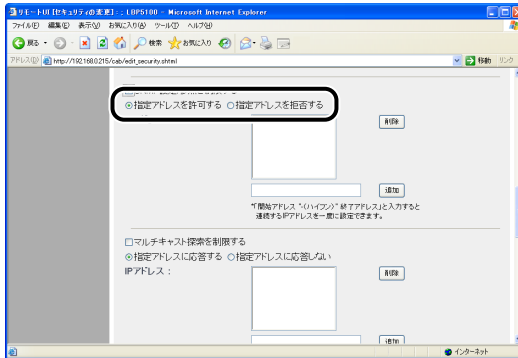 リモートUI [セキュリティの変更] : : LBP5100 - Microsoft Internet Explorer
ファイル(F) 編集(E) 表示(V) お気に入り(A) ツール(T) ヘルプ(H)
戻る 検索 お気に入り
アドレス(D) http://192.168.0.215/cab/edit_security.shtml 移動 リンク
指定アドレスを許可する 指定アドレスを拒否する
削除
追加
*「開始アドレス "-(ハイフン)" 終了アドレス」と入力すると
連続するIPアドレスを一度に設定できます。
マルチキャスト探索を制限する
指定アドレスに応答する 指定アドレスに応答しない
IPアドレス :
削除
追加
インターネット